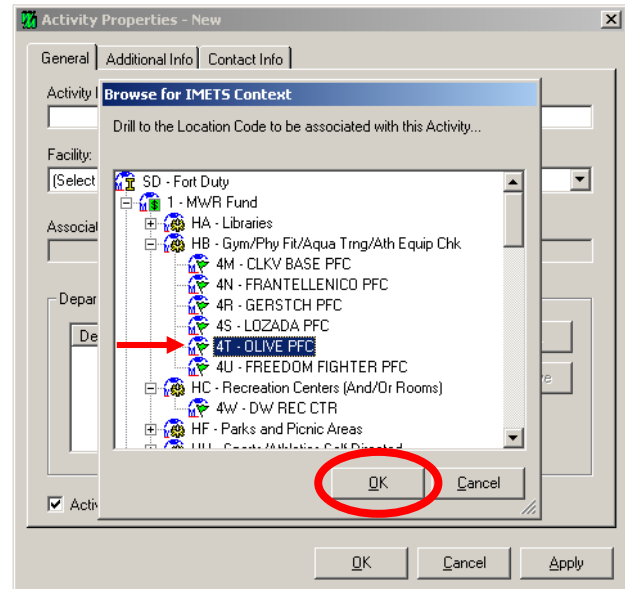 Activity Properties - New
General Additional Info Contact Info
Activity
Browse for IMETS Context
Drill to the Location Code to be associated with this Activity...
Facility:
(Select
SD - Fort Duty
1 - MWR Fund
HA - Libraries
HB - Gym/Phy Fit/Aqua Trng/Ath Equip Chk
4M - CLKV BASE PFC
4N - FRANTELLENICO PFC
4R - GERSTCH PFC
4S - LOZADA PFC
4T - OLIVE PFC
4U - FREEDOM FIGHTER PFC
HC - Recreation Centers (And/Or Rooms)
4W - DW REC CTR
HF - Parks and Picnic Areas
Associa
Depar
De
OK Cancel
Activ
OK Cancel Apply